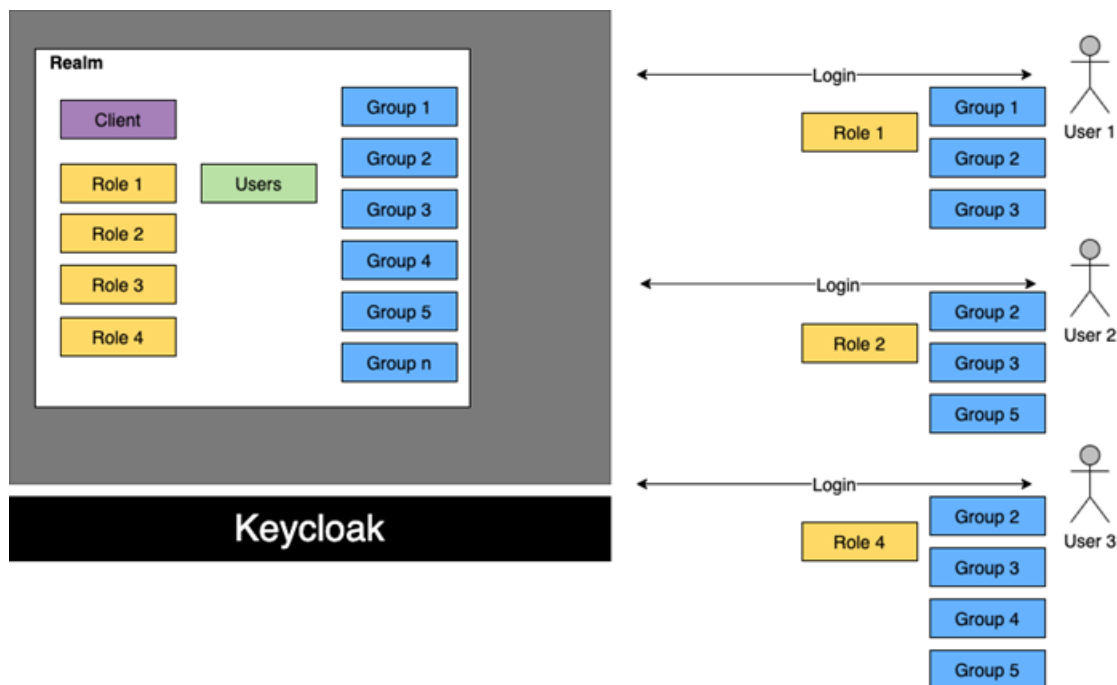 Realm
Client
Role 1
Role 2
Role 3
Role 4
Users
Group 1
Group 2
Group 3
Group 4
Group 5
Group n
Keycloak
Login
Role 1
Group 1
Group 2
Group 3
User 1
Login
Role 2
Group 2
Group 3
Group 5
User 2
Login
Role 4
Group 2
Group 3
Group 4
Group 5
User 3